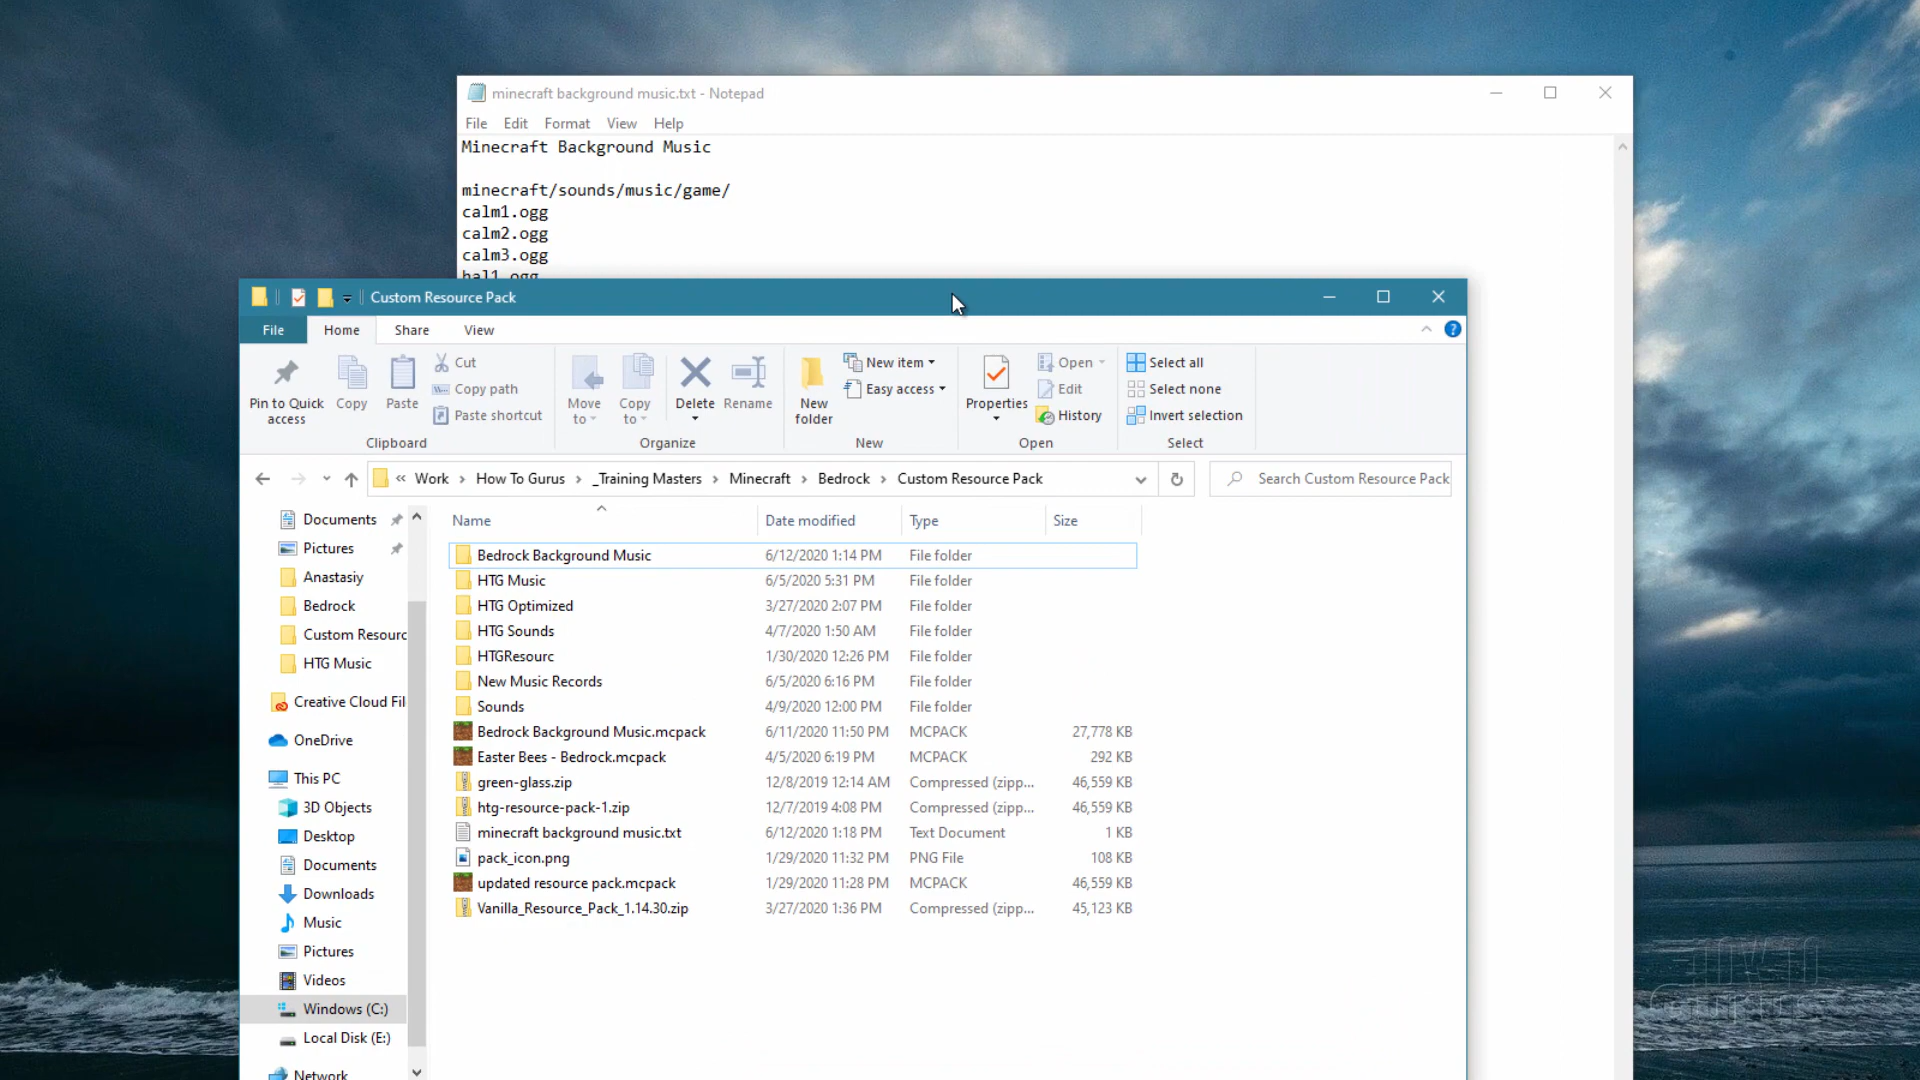 minecraft background music.txt - Notepad
File Edit Format View Help
Minecraft Background Music
minecraft/sounds/music/game/
calm1.ogg
calm2.ogg
calm3.ogg
hal1.ogg
Custom Resource Pack
File Home Share View
Pin to Quick access
Copy
Paste
Cut
Copy path
Paste shortcut
Clipboard
Move to
Copy to
Delete
Rename
Organize
New folder
New item
Easy access
New
Properties
Open
Edit
History
Open
Select all
Select none
Invert selection
Select
« Work > How To Gurus > _Training Masters > Minecraft > Bedrock > Custom Resource Pack
Search Custom Resource Pack
Documents
Pictures
Anastasiy
Bedrock
Custom Resourc
HTG Music
Creative Cloud Fil
OneDrive
This PC
3D Objects
Desktop
Documents
Downloads
Music
Pictures
Videos
Windows (C:)
Local Disk (E:)
Network
Name Date modified Type Size
Bedrock Background Music 6/12/2020 1:14 PM File folder
HTG Music 6/5/2020 5:31 PM File folder
HTG Optimized 3/27/2020 2:07 PM File folder
HTG Sounds 4/7/2020 1:50 AM File folder
HTGResourc 1/30/2020 12:26 PM File folder
New Music Records 6/5/2020 6:16 PM File folder
Sounds 4/9/2020 12:00 PM File folder
Bedrock Background Music.mcpack 6/11/2020 11:50 PM MCPACK 27,778 KB
Easter Bees - Bedrock.mcpack 4/5/2020 6:19 PM MCPACK 292 KB
green-glass.zip 12/8/2019 12:14 AM Compressed (zipp... 46,559 KB
htg-resource-pack-1.zip 12/7/2019 4:08 PM Compressed (zipp... 46,559 KB
minecraft background music.txt 6/12/2020 1:18 PM Text Document 1 KB
pack_icon.png 1/29/2020 11:32 PM PNG File 108 KB
updated resource pack.mcpack 1/29/2020 11:28 PM MCPACK 46,559 KB
Vanilla_Resource_Pack_1.14.30.zip 3/27/2020 1:36 PM Compressed (zipp... 45,123 KB
HOW TO
GURUS